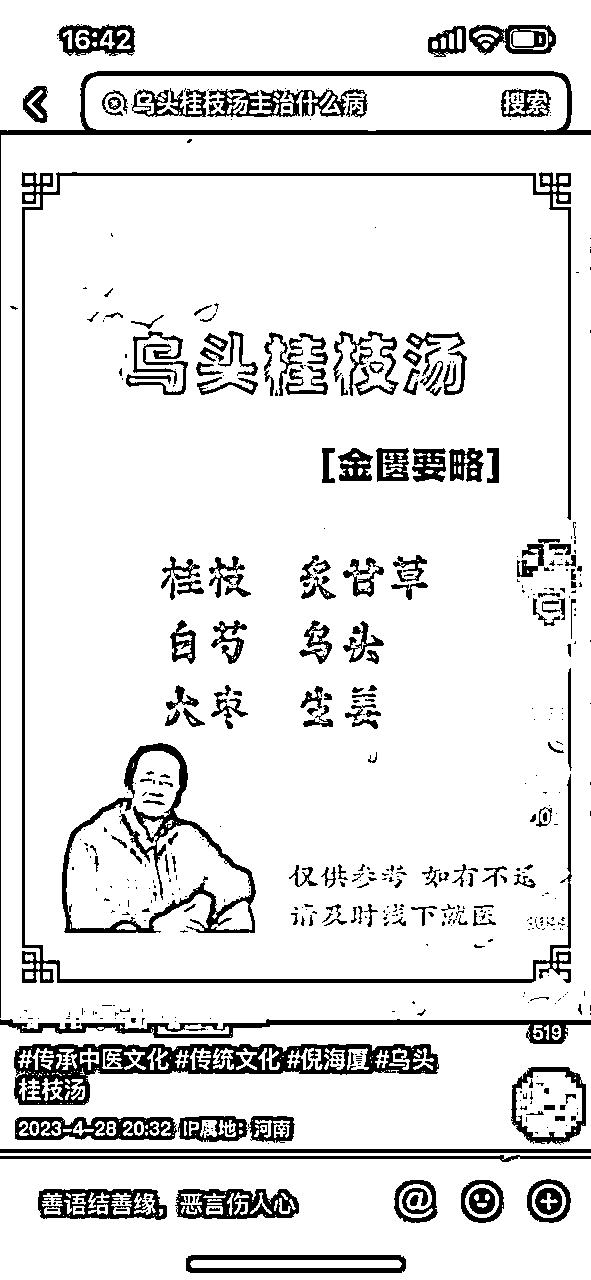 16:42
乌头桂枝汤主治什么病 搜索
乌头桂枝汤
[金匮要略]
桂枝 炙甘草
白芍 乌头
大枣 生姜
仅供参考 如有不适
请及时线下就医
519
#传承中医文化 #传统文化 #倪海厦 #乌头
桂枝汤
2023-4-28 20:32 IP属地：河南
善语结善缘，恶言伤人心